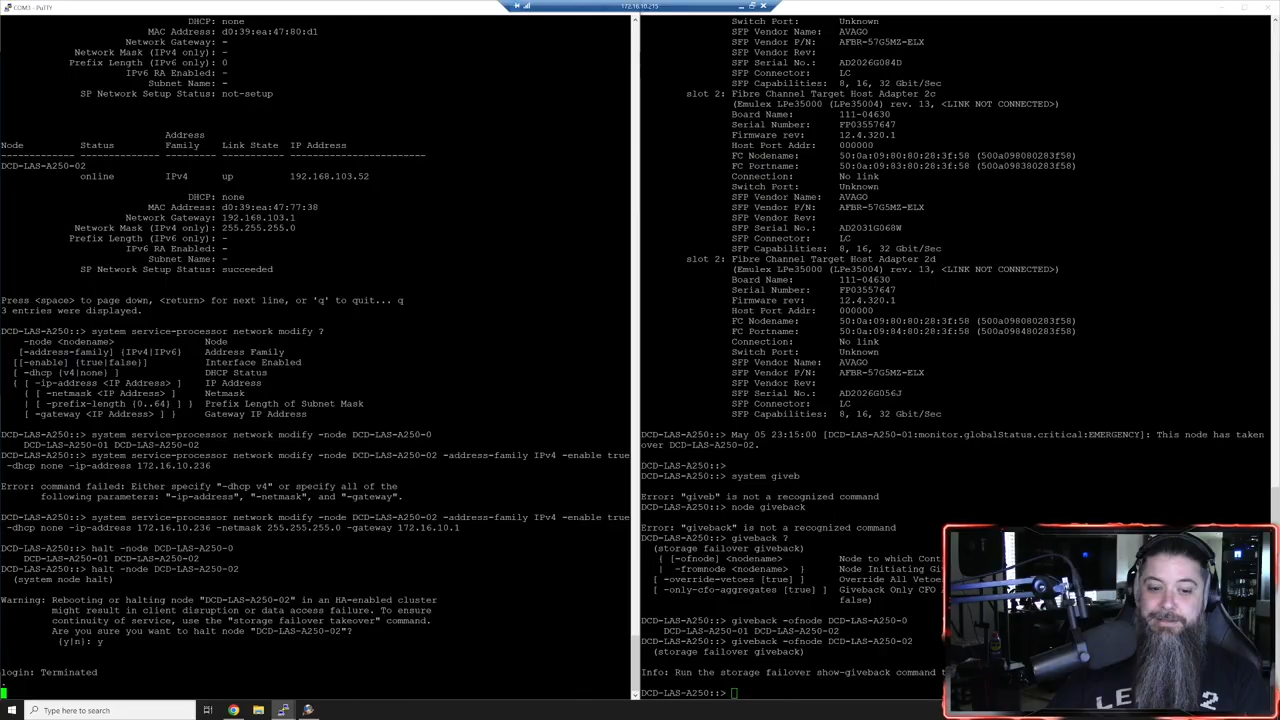 COM3 - PuTTY
172.16.10.215
DHCP: none
MAC Address: d0:39:ea:47:80:d1
Network Gateway: -
Network Mask (IPv4 only): -
Prefix Length (IPv6 only): 0
IPv6 RA Enabled: -
Subnet Name: -
SP Network Setup Status: not-setup
Address
Node Status Family Link State IP Address
------------- --------------- --------- ----------- ------------------------
DCD-LAS-A250-02
online IPv4 up 192.168.103.52
DHCP: none
MAC Address: d0:39:ea:47:77:38
Network Gateway: 192.168.103.1
Network Mask (IPv4 only): 255.255.255.0
Prefix Length (IPv6 only): -
IPv6 RA Enabled: -
Subnet Name: -
SP Network Setup Status: succeeded
Press <space> to page down, <return> for next line, or 'q' to quit... q
3 entries were displayed.
DCD-LAS-A250::> system service-processor network modify ?
-node <nodename> Node
[-address-family] {IPv4|IPv6} Address Family
[[-enable] {true|false}] Interface Enabled
[ -dhcp {v4|none} ] DHCP Status
{ [ -ip-address <IP Address> ] IP Address
[ -netmask <IP Address> ] Netmask
| [ -prefix-length {0..64} ] } Prefix Length of Subnet Mask
[ -gateway <IP Address> ] } Gateway IP Address
DCD-LAS-A250::> system service-processor network modify -node DCD-LAS-A250-0
DCD-LAS-A250-01 DCD-LAS-A250-02
DCD-LAS-A250::> system service-processor network modify -node DCD-LAS-A250-02 -address-family IPv4 -enable true
-dhcp none -ip-address 172.16.10.236
Error: command failed: Either specify "-dhcp v4" or specify all of the
following parameters: "-ip-address", "-netmask", and "-gateway".
DCD-LAS-A250::> system service-processor network modify -node DCD-LAS-A250-02 -address-family IPv4 -enable true
-dhcp none -ip-address 172.16.10.236 -netmask 255.255.255.0 -gateway 172.16.10.1
DCD-LAS-A250::> halt -node DCD-LAS-A250-0
DCD-LAS-A250-01 DCD-LAS-A250-02
DCD-LAS-A250::> halt -node DCD-LAS-A250-02
(system node halt)
Warning: Rebooting or halting node "DCD-LAS-A250-02" in an HA-enabled cluster
might result in client disruption or data access failure. To ensure
continuity of service, use the "storage failover takeover" command.
Are you sure you want to halt node "DCD-LAS-A250-02"?
{y|n}: y
login: Terminated
.
Switch Port: Unknown
SFP Vendor Name: AVAGO
SFP Vendor P/N: AFBR-57G5MZ-ELX
SFP Vendor Rev:
SFP Serial No.: AD2026G084D
SFP Connector: LC
SFP Capabilities: 8, 16, 32 Gbit/Sec
slot 2: Fibre Channel Target Host Adapter 2c
(Emulex LPe35000 (LPe35004) rev. 13, <LINK NOT CONNECTED>)
Board Name: 111-04630
Serial Number: FP03557647
Firmware rev: 12.4.320.1
Host Port Addr: 000000
FC Nodename: 50:0a:09:80:80:28:3f:58 (500a098080283f58)
FC Portname: 50:0a:09:83:80:28:3f:58 (500a098380283f58)
Connection: No link
Switch Port: Unknown
SFP Vendor Name: AVAGO
SFP Vendor P/N: AFBR-57G5MZ-ELX
SFP Vendor Rev:
SFP Serial No.: AD2031G068W
SFP Connector: LC
SFP Capabilities: 8, 16, 32 Gbit/Sec
slot 2: Fibre Channel Target Host Adapter 2d
(Emulex LPe35000 (LPe35004) rev. 13, <LINK NOT CONNECTED>)
Board Name: 111-04630
Serial Number: FP03557647
Firmware rev: 12.4.320.1
Host Port Addr: 000000
FC Nodename: 50:0a:09:80:80:28:3f:58 (500a098080283f58)
FC Portname: 50:0a:09:84:80:28:3f:58 (500a098480283f58)
Connection: No link
Switch Port: Unknown
SFP Vendor Name: AVAGO
SFP Vendor P/N: AFBR-57G5MZ-ELX
SFP Vendor Rev:
SFP Serial No.: AD2026G056J
SFP Connector: LC
SFP Capabilities: 8, 16, 32 Gbit/Sec
DCD-LAS-A250::> May 05 23:15:00 [DCD-LAS-A250-01:monitor.globalStatus.critical:EMERGENCY]: This node has taken
over DCD-LAS-A250-02.
DCD-LAS-A250::>
DCD-LAS-A250::> system giveb
Error: "giveb" is not a recognized command
DCD-LAS-A250::> node giveback
Error: "giveback" is not a recognized command
DCD-LAS-A250::> giveback ?
(storage failover giveback)
{ [-ofnode] <nodename> Node to which Cont
| -fromnode <nodename> } Node Initiating Gi
[ -override-vetoes [true] ] Override All Vetoe
[ -only-cfo-aggregates [true] ] Giveback Only CFO A
false)
DCD-LAS-A250::> giveback -ofnode DCD-LAS-A250-0
DCD-LAS-A250-01 DCD-LAS-A250-02
DCD-LAS-A250::> giveback -ofnode DCD-LAS-A250-02
(storage failover giveback)
Info: Run the storage failover show-giveback command t
DCD-LAS-A250::>
LE 2
Type here to search